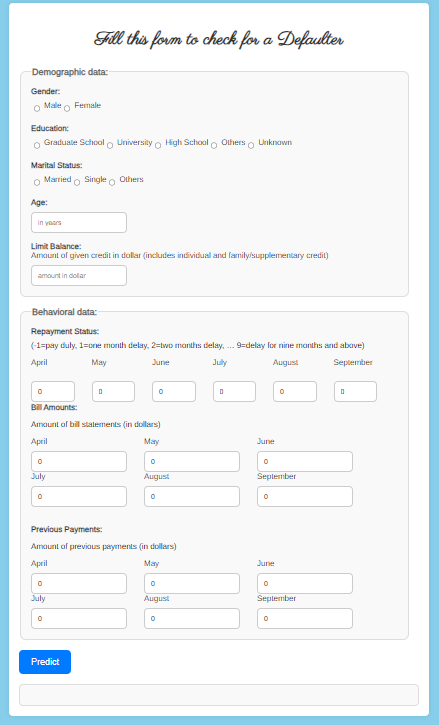 Fill this form to check for a Defaulter
Demographic data:
Gender:
Male Female
Education:
Graduate School University High School Others Unknown
Marital Status:
Married Single Others
Age:
in years
Limit Balance:
Amount of given credit in dollar (includes individual and family/supplementary credit)
amount in dollar
Behavioral data:
Repayment Status:
(-1=pay duly, 1=one month delay, 2=two months delay, ... 9=delay for nine months and above)
April May June July August September
0 0 0 0 0 0
Bill Amounts:
Amount of bill statements (in dollars)
April May June
0 0 0
July August September
0 0 0
Previous Payments:
Amount of previous payments (in dollars)
April May June
0 0 0
July August September
0 0 0
Predict